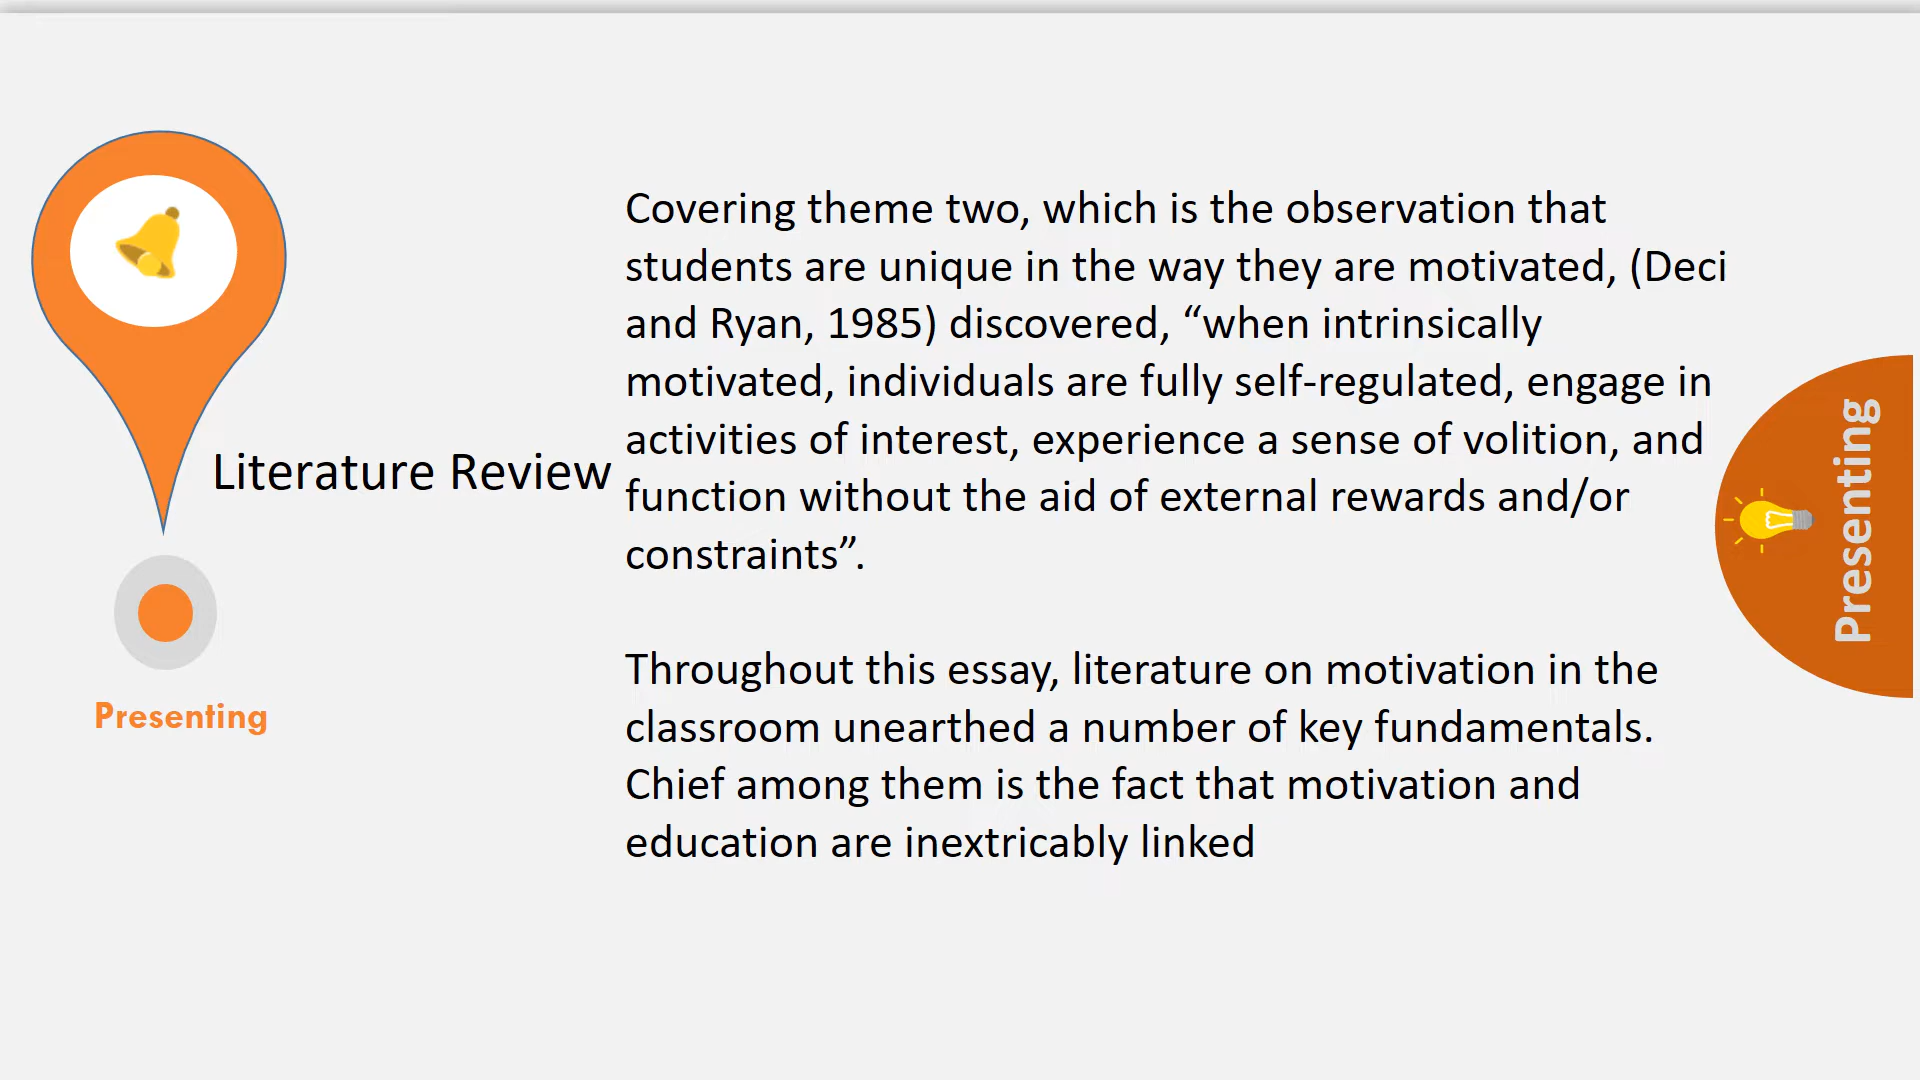 Literature Review
Presenting
Covering theme two, which is the observation that
students are unique in the way they are motivated, (Deci
and Ryan, 1985) discovered, “when intrinsically
motivated, individuals are fully self-regulated, engage in
activities of interest, experience a sense of volition, and
function without the aid of external rewards and/or
constraints”.
Throughout this essay, literature on motivation in the
classroom unearthed a number of key fundamentals.
Chief among them is the fact that motivation and
education are inextricably linked
Presenting